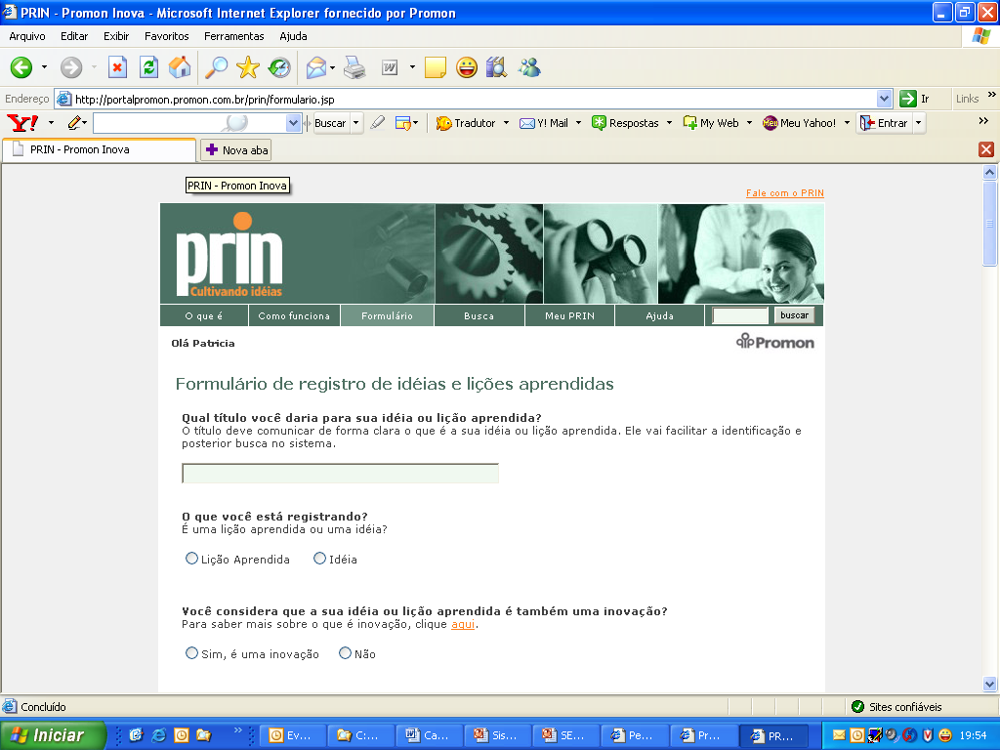 PRIN - Promon Inova - Microsoft Internet Explorer fornecido por Promon
Arquivo Editar Exibir Favoritos Ferramentas Ajuda
Endereço http://portalpromon.promon.com.br/prin/formulario.jsp Ir Links »
Y! Buscar Tradutor Y! Mail Respostas My Web Meu Yahoo! Entrar »
PRIN - Promon Inova Nova aba
PRIN - Promon Inova
Fale com o PRIN
prin
Cultivando idéias
O que é Como funciona Formulário Busca Meu PRIN Ajuda buscar
Olá Patricia Promon
Formulário de registro de idéias e lições aprendidas
Qual título você daria para sua idéia ou lição aprendida?
O título deve comunicar de forma clara o que é a sua idéia ou lição aprendida. Ele vai facilitar a identificação e
posterior busca no sistema.
O que você está registrando?
É uma lição aprendida ou uma idéia?
Lição Aprendida Idéia
Você considera que a sua idéia ou lição aprendida é também uma inovação?
Para saber mais sobre o que é inovação, clique aqui.
Sim, é uma inovação Não
Concluído Sites confiáveis
Iniciar » Ev... C:... Ca... Sis... SE... Pe... Pr... PR... 19:54